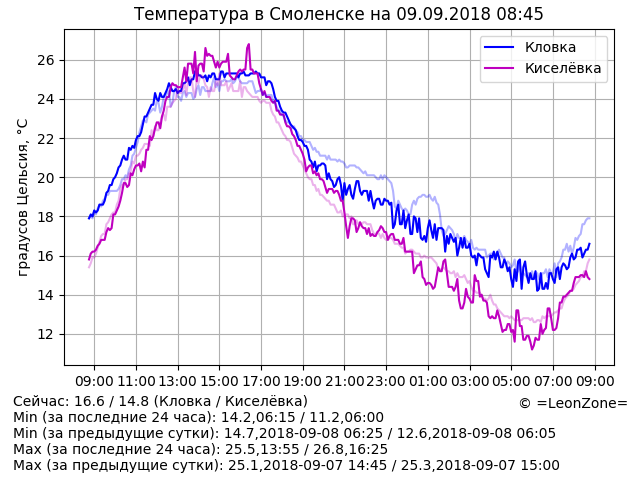 Температура в Смоленске на 09.09.2018 08:45
Кловка
Киселёвка
градусов Цельсия, °C
26
24
22
20
18
16
14
12
09:00 11:00 13:00 15:00 17:00 19:00 21:00 23:00 01:00 03:00 05:00 07:00 09:00
Сейчас: 16.6 / 14.8 (Кловка / Киселёвка)
© =LeonZone=
Min (за последние 24 часа): 14.2,06:15 / 11.2,06:00
Min (за предыдущие сутки): 14.7,2018-09-08 06:25 / 12.6,2018-09-08 06:05
Max (за последние 24 часа): 25.5,13:55 / 26.8,16:25
Max (за предыдущие сутки): 25.1,2018-09-07 14:45 / 25.3,2018-09-07 15:00